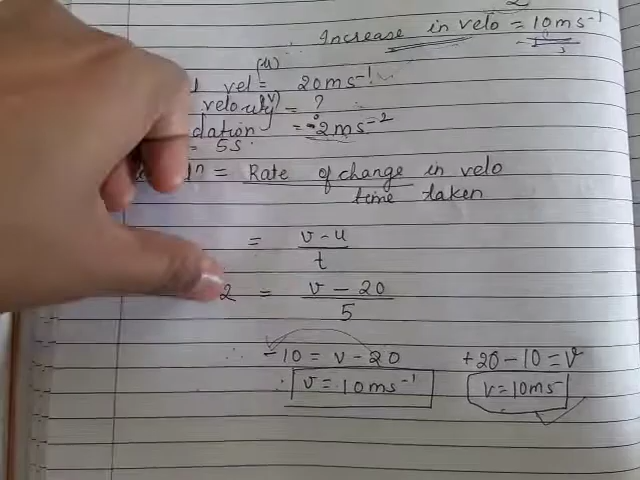 2
Increase in velo = 10ms⁻¹
(u)
vel = 20ms⁻¹
velocity(v) = ?
dation = -2ms⁻²
= 5s.
= Rate of change in velo
time taken
= v - u
t
2 = v - 20
5
∴ -10 = v - 20 +20-10 = v
∴ v = 10ms⁻¹ v = 10ms⁻